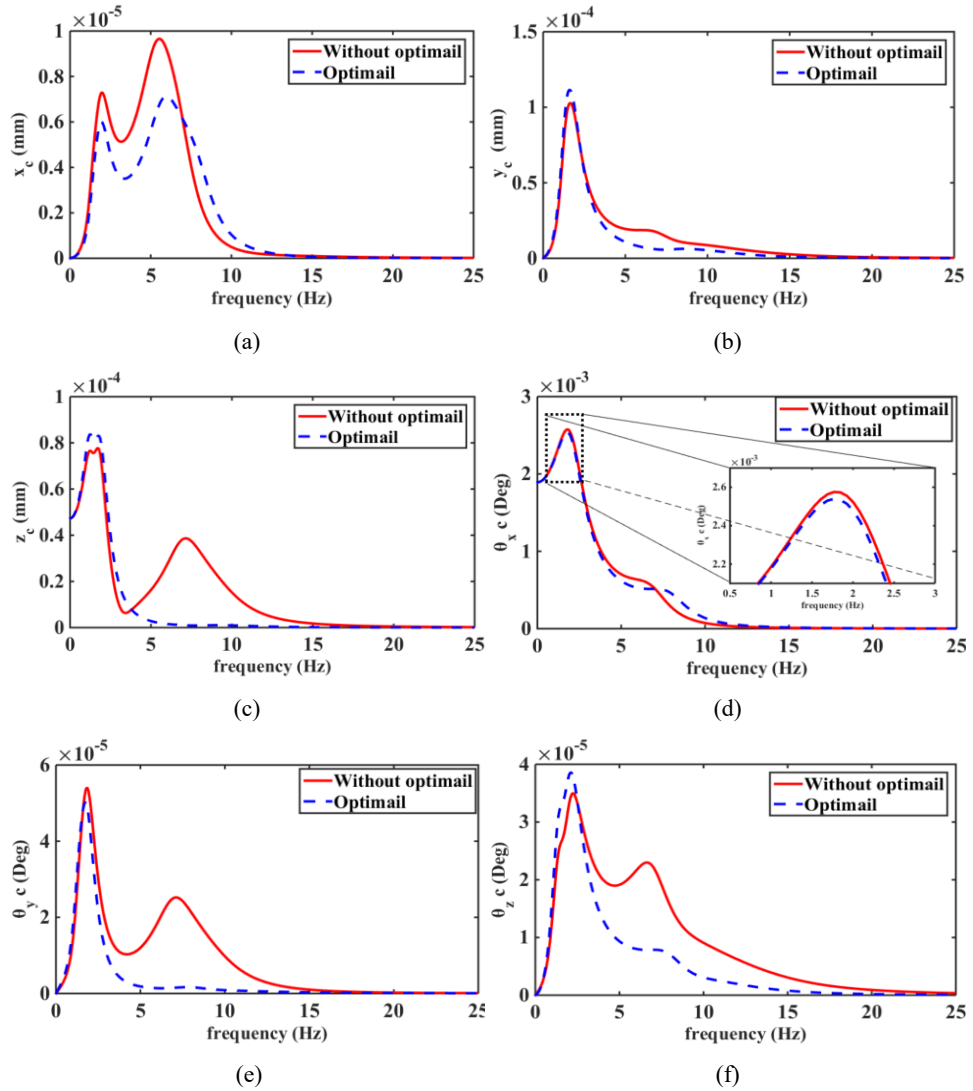 ×10⁻⁵
1
0.8
0.6
0.4
0.2
0
x_c (mm)
Without optimail
Optimail
0 5 10 15 20 25
frequency (Hz)
(a)
×10⁻⁴
1.5
1
0.5
0
y_c (mm)
Without optimail
Optimail
0 5 10 15 20 25
frequency (Hz)
(b)
×10⁻⁴
1
0.8
0.6
0.4
0.2
0
z_c (mm)
Without optimail
Optimail
0 5 10 15 20 25
frequency (Hz)
(c)
×10⁻³
3
2
1
0
θ_x c (Deg)
Without optimail
Optimail
×10⁻³
2.6
2.4
2.2
θ_x c (Deg)
0.5 1 1.5 2 2.5 3
frequency (Hz)
0 5 10 15 20 25
frequency (Hz)
(d)
×10⁻⁵
6
4
2
0
θ_y c (Deg)
Without optimail
Optimail
0 5 10 15 20 25
frequency (Hz)
(e)
×10⁻⁵
4
3
2
1
0
θ_z c (Deg)
Without optimail
Optimail
0 5 10 15 20 25
frequency (Hz)
(f)